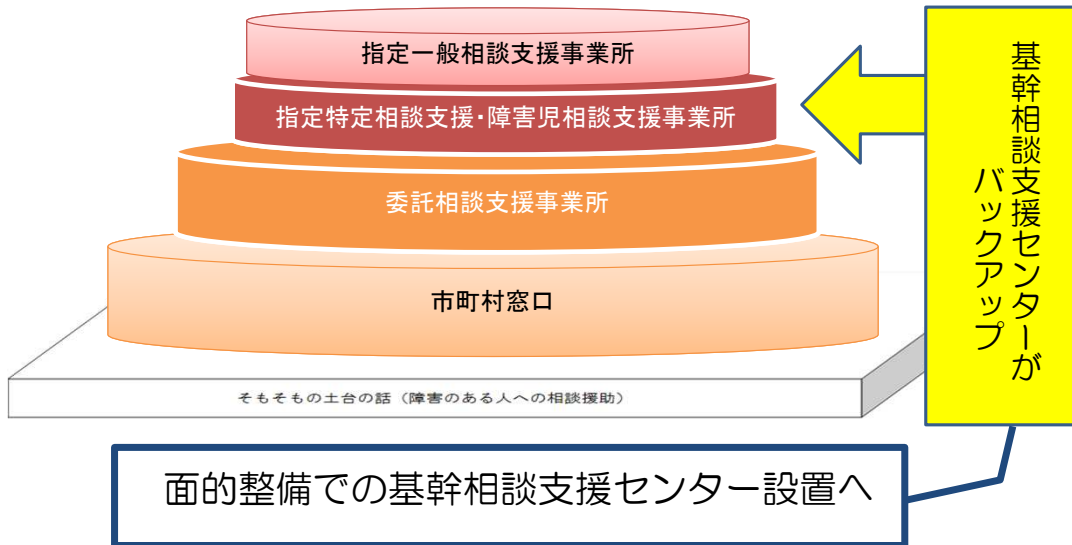 指定一般相談支援事業所
指定特定相談支援・障害児相談支援事業所
委託相談支援事業所
市町村窓口
そもそもの土台の話（障害のある人への相談援助）
基幹相談支援センターが
バックアップ
面的整備での基幹相談支援センター設置へ